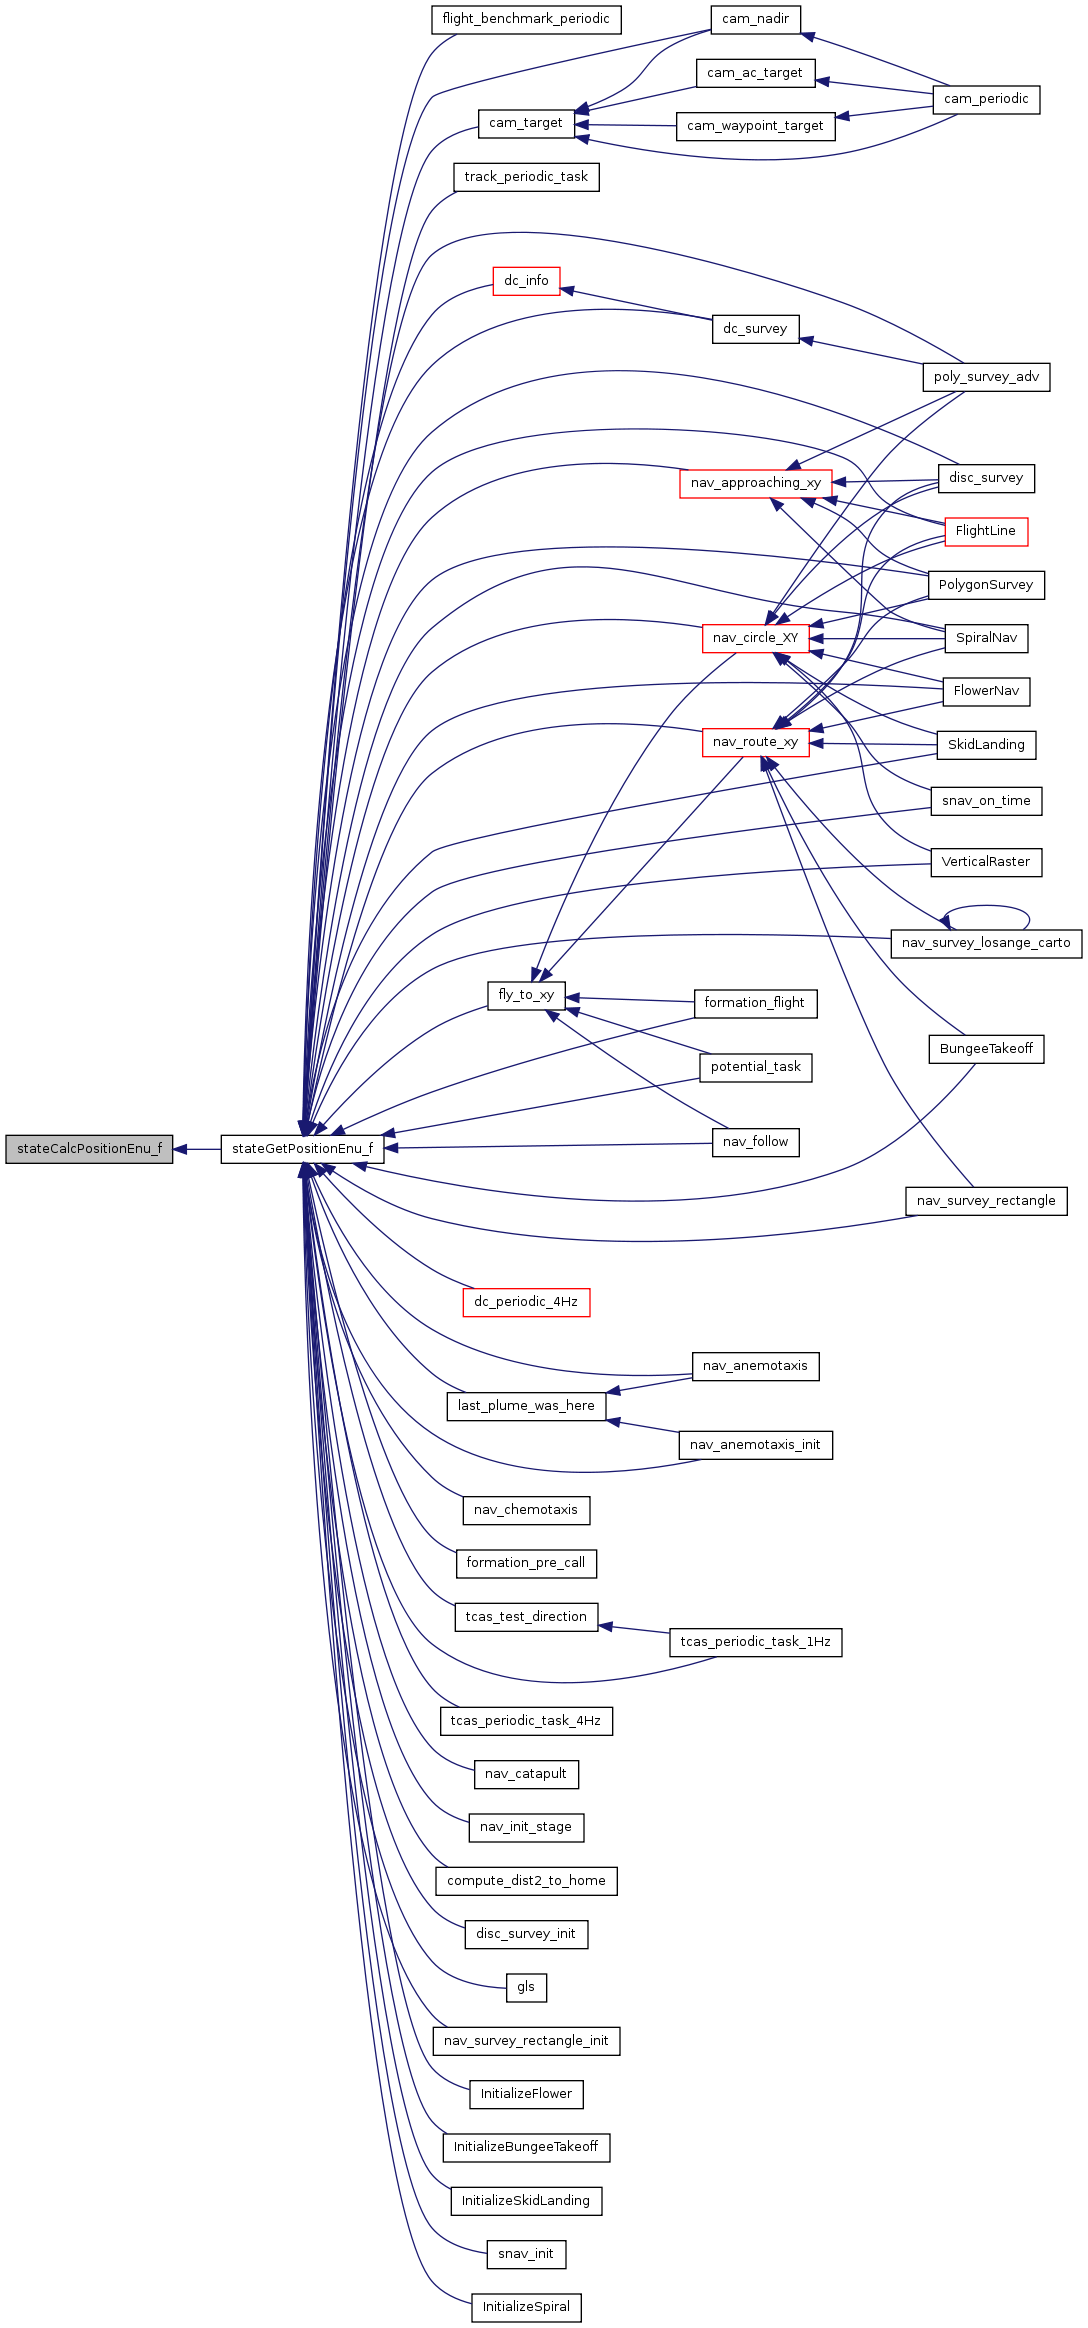 flight_benchmark_periodic
cam_nadir
cam_ac_target
cam_periodic
cam_target
cam_waypoint_target
track_periodic_task
dc_info
dc_survey
poly_survey_adv
nav_approaching_xy
disc_survey
FlightLine
PolygonSurvey
nav_circle_XY
SpiralNav
FlowerNav
nav_route_xy
SkidLanding
snav_on_time
VerticalRaster
nav_survey_losange_carto
fly_to_xy
formation_flight
BungeeTakeoff
potential_task
stateCalcPositionEnu_f
stateGetPositionEnu_f
nav_follow
nav_survey_rectangle
dc_periodic_4Hz
nav_anemotaxis
last_plume_was_here
nav_anemotaxis_init
nav_chemotaxis
formation_pre_call
tcas_test_direction
tcas_periodic_task_1Hz
tcas_periodic_task_4Hz
nav_catapult
nav_init_stage
compute_dist2_to_home
disc_survey_init
gls
nav_survey_rectangle_init
InitializeFlower
InitializeBungeeTakeoff
InitializeSkidLanding
snav_init
InitializeSpiral